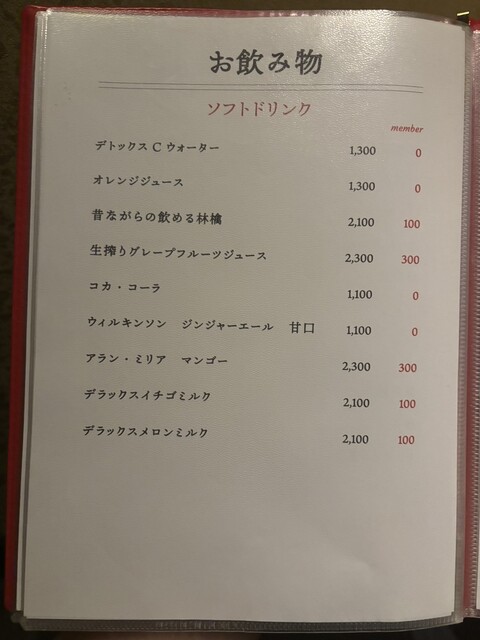 お飲み物
ソフトドリンク
member
デトックス C ウォーター 1,300 0
オレンジジュース 1,300 0
昔ながらの飲める林檎 2,100 100
生搾りグレープフルーツジュース 2,300 300
コカ・コーラ 1,100 0
ウィルキンソン ジンジャーエール 甘口 1,100 0
アラン・ミリア マンゴー 2,300 300
デラックスイチゴミルク 2,100 100
デラックスメロンミルク 2,100 100